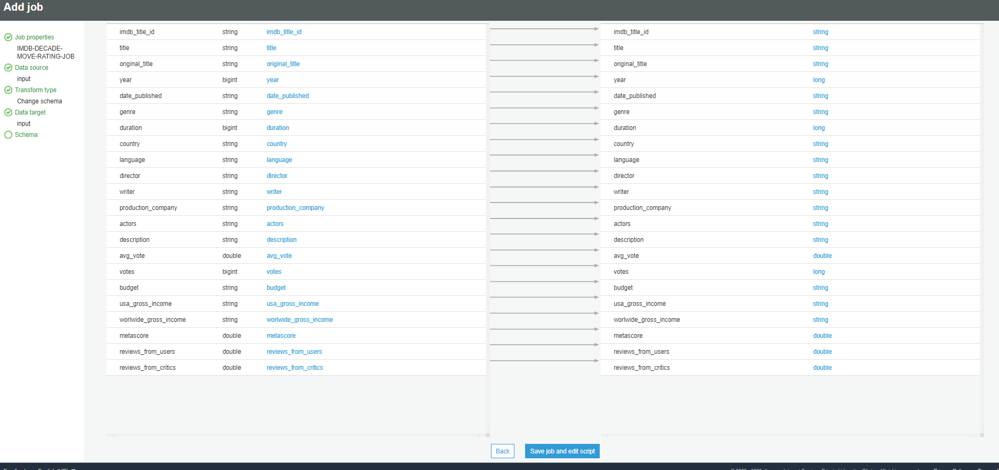 Add job
Job properties
IMDB-DECADE-
MOVE-RATING-JOB
Data source
input
Transform type
Change schema
Data target
input
Schema
imdb_title_id string imdb_title_id imdb_title_id string
title string title title string
original_title string original_title original_title string
year bigint year year long
date_published string date_published date_published string
genre string genre genre string
duration bigint duration duration long
country string country country string
language string language language string
director string director director string
writer string writer writer string
production_company string production_company production_company string
actors string actors actors string
description string description description string
avg_vote double avg_vote avg_vote double
votes bigint votes votes long
budget string budget budget string
usa_gross_income string usa_gross_income usa_gross_income string
worlwide_gross_income string worlwide_gross_income worlwide_gross_income string
metascore double metascore metascore double
reviews_from_users double reviews_from_users reviews_from_users double
reviews_from_critics double reviews_from_critics reviews_from_critics double
Back Save job and edit script